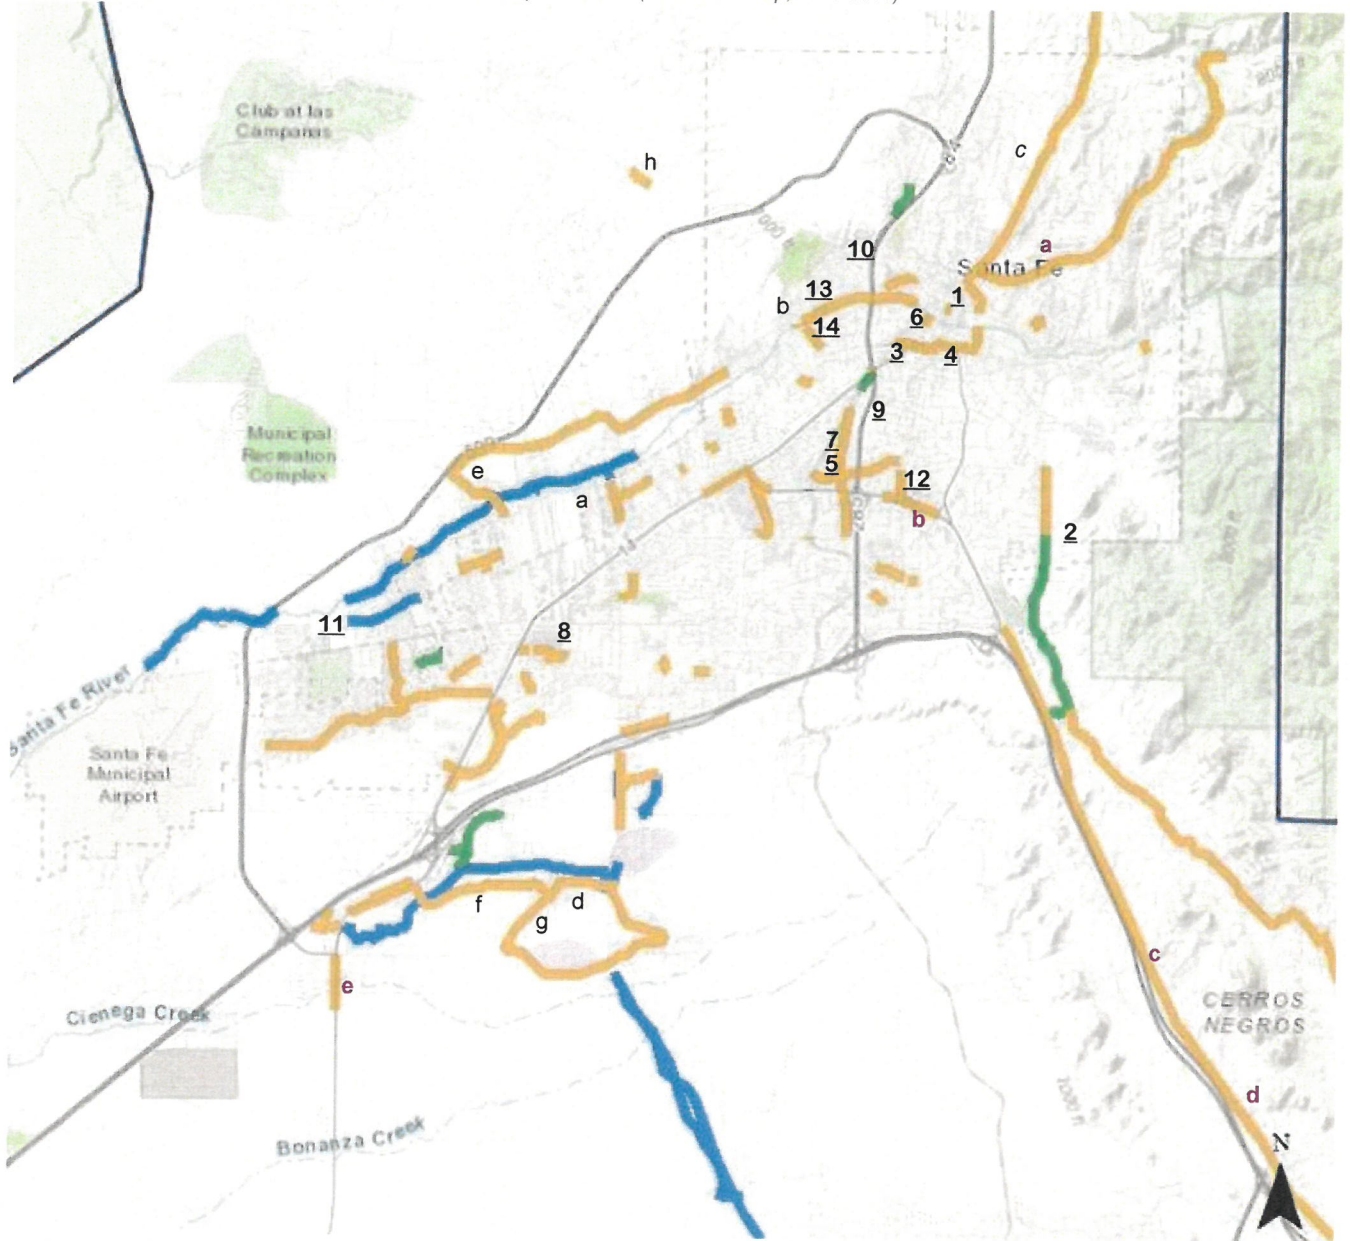 Club at las
Campanas
h
c
a
Santa Fe
10
13
1
b
6
14
3
4
9
7
Municipal
Recreation
Complex
5
e
12
a
b
2
14
11
8
Santa Fe River
Santa Fe
Municipal
Airport
f
d
g
c
e
CERROS
NEGROS
Cienega Creek
d
Bonanza Creek
N